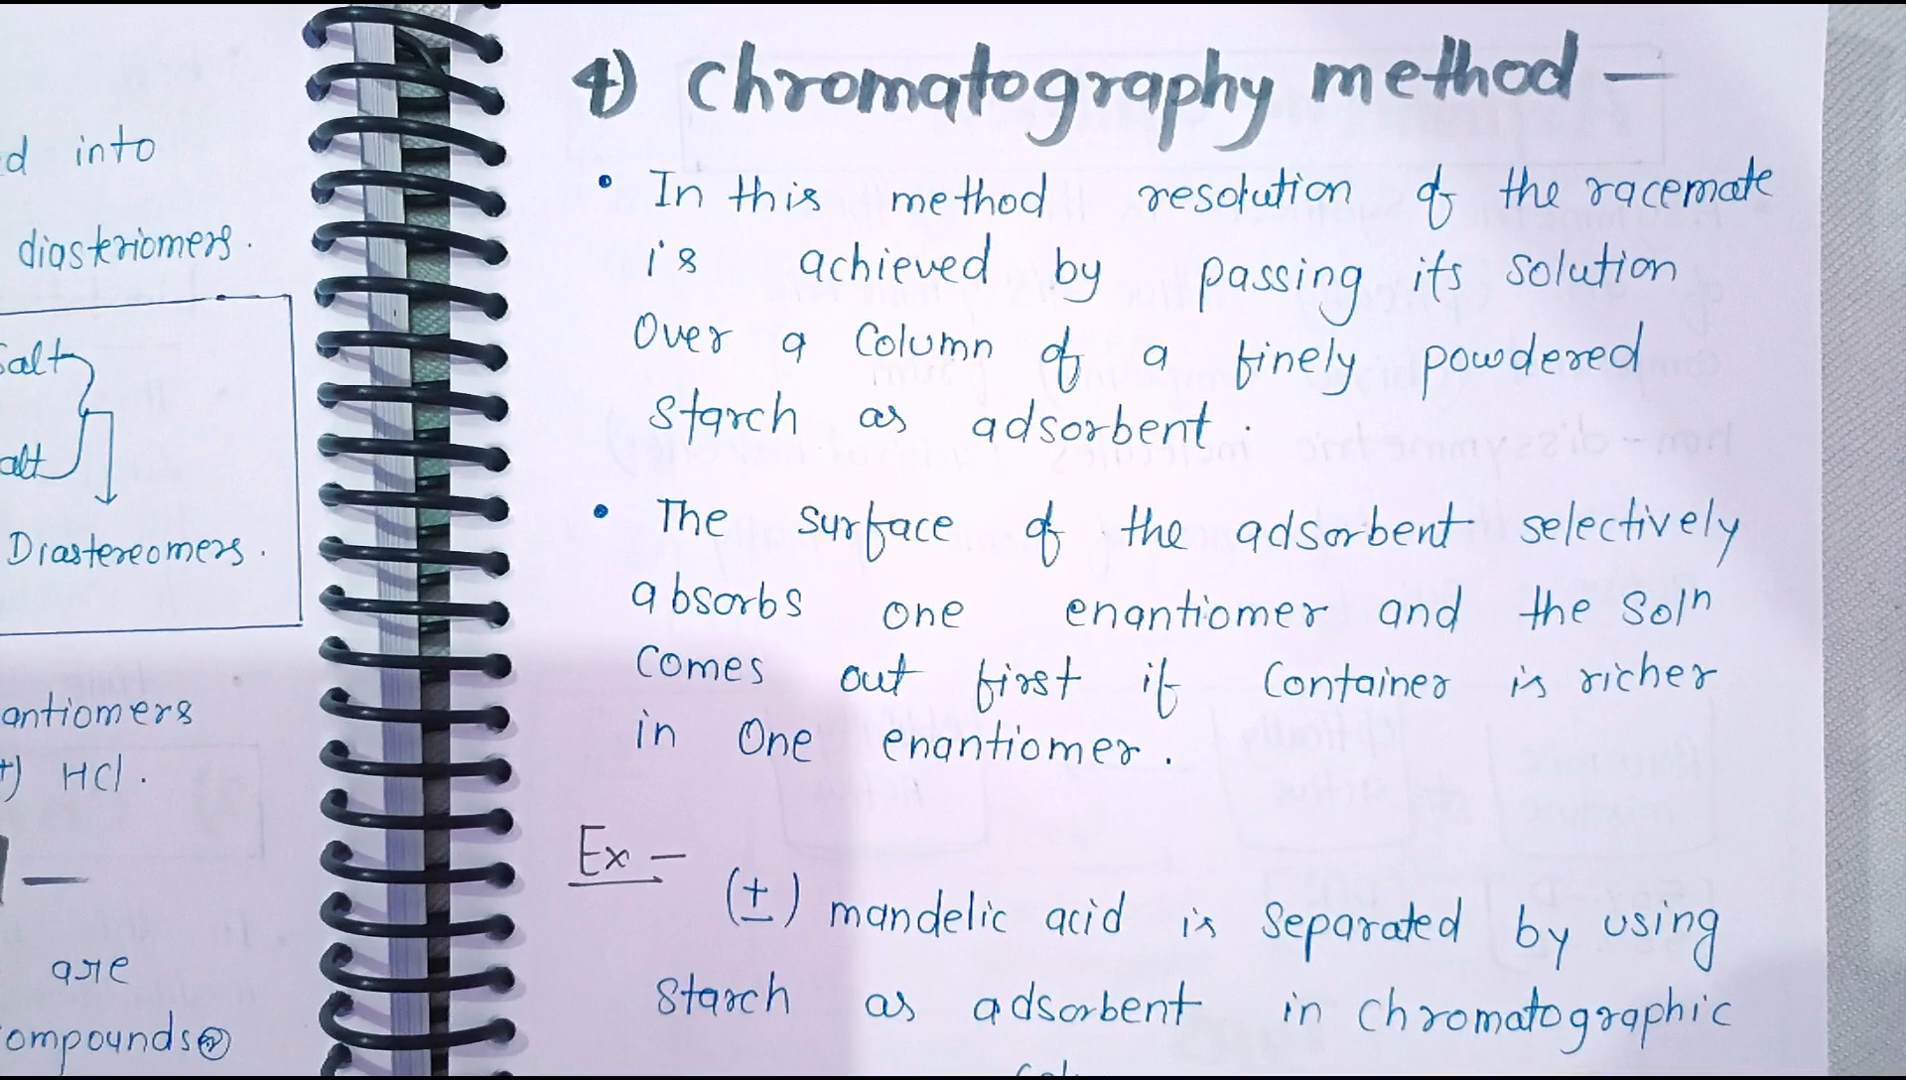 d into
diasteriomers.
Salt
alt
Diastereomers.
antiomers
+) HCl.
are
ompounds
4) Chromatography method —
• In this method resolution of the racemate
is achieved by passing its solution
Over a Column of a finely powdered
starch as adsorbent.
• The surface of the adsorbent selectively
absorbs one enantiomer and the solⁿ
Comes out first if Container is richer
in One enantiomer.
Ex —
(±) mandelic acid is separated by using
starch as adsorbent in chromatographic